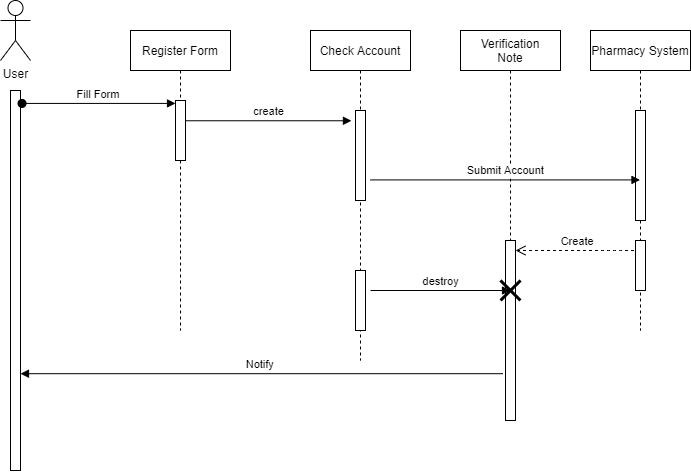 User
Register Form
Check Account
Verification
Note
Pharmacy System
Fill Form
create
Submit Account
Create
destroy
Notify